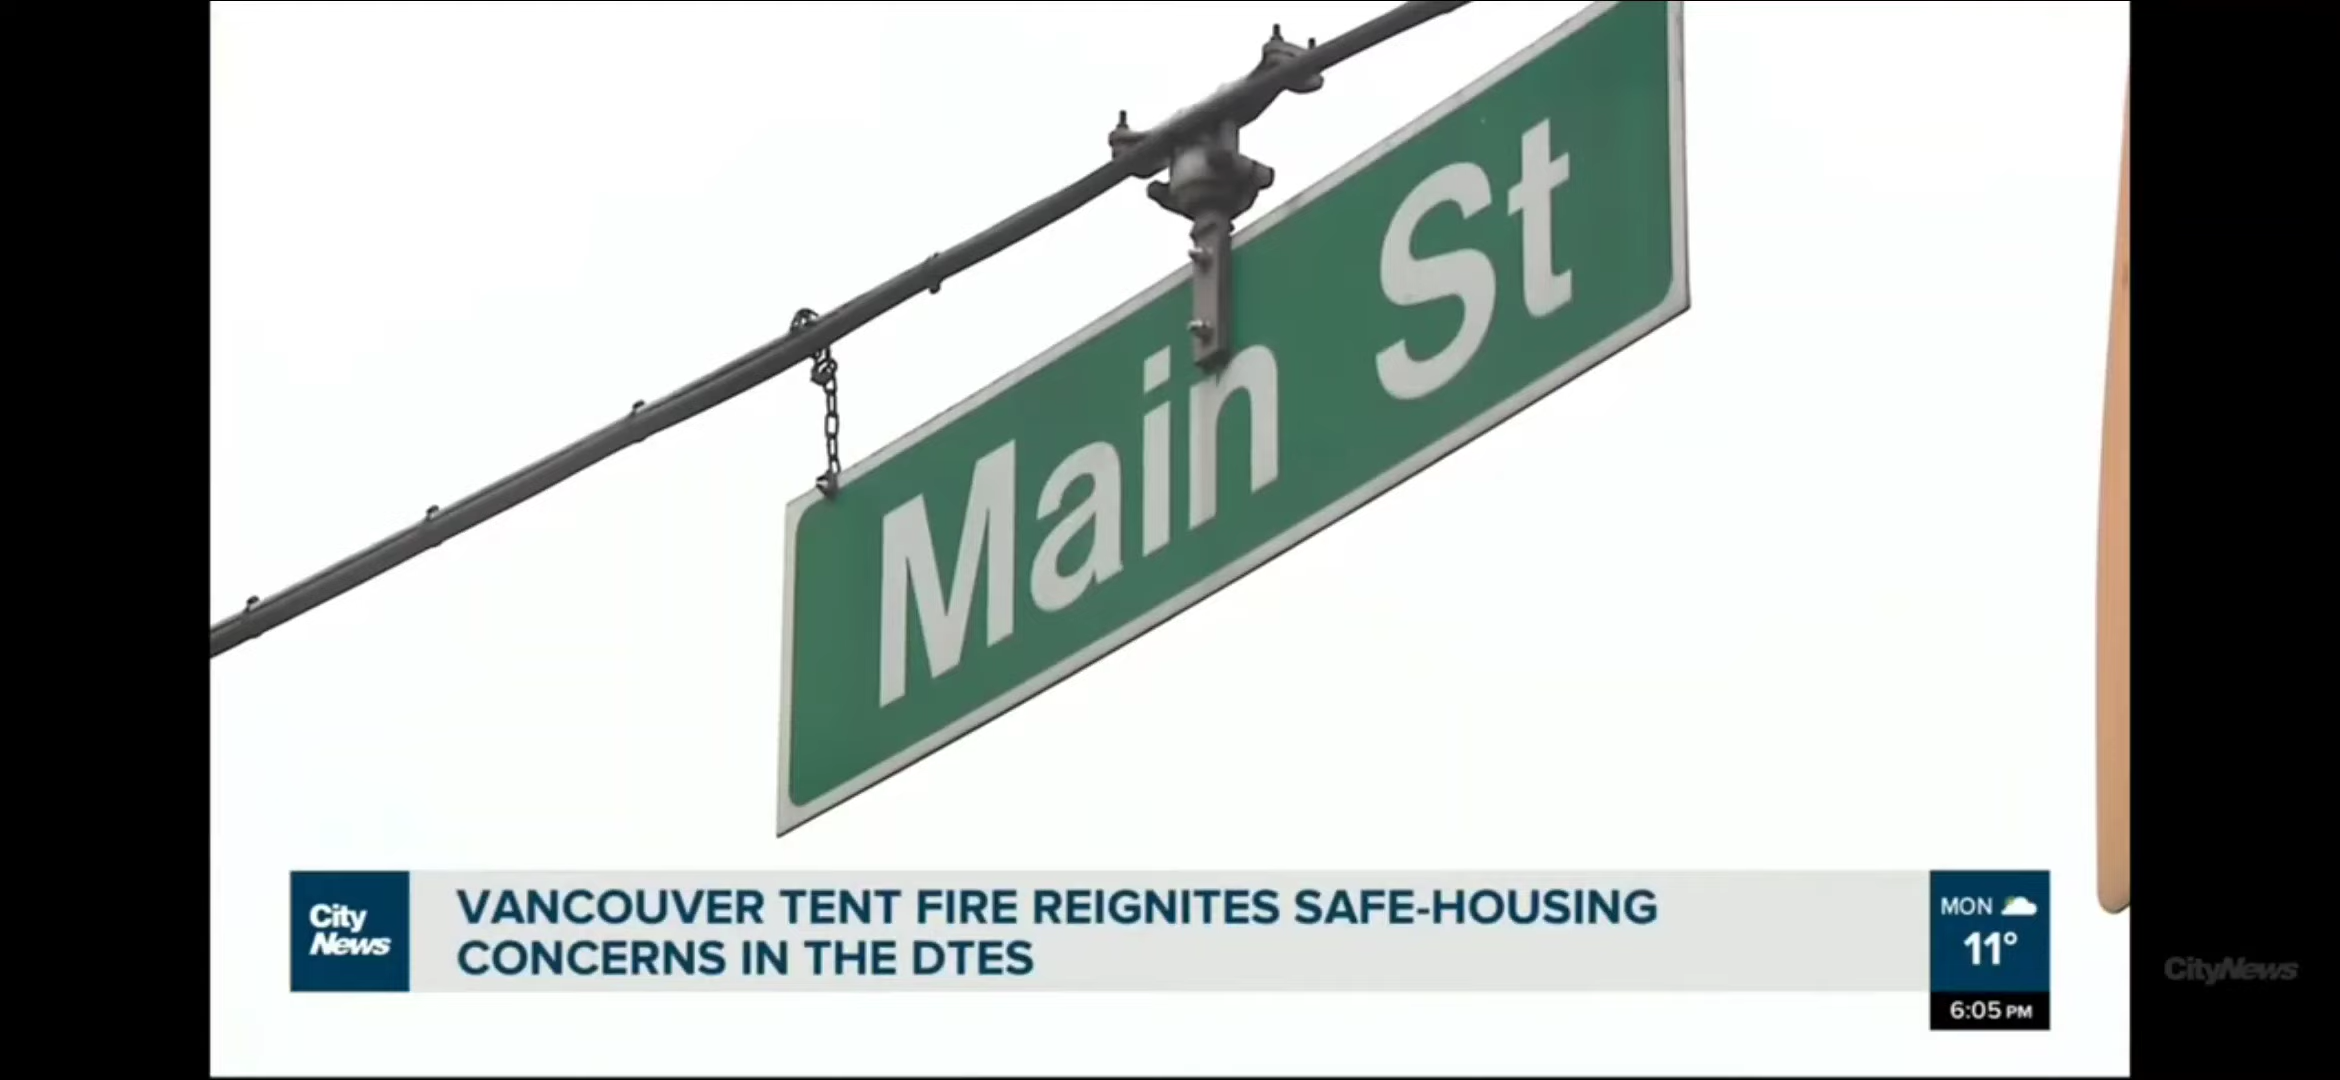 Main St
City
News
VANCOUVER TENT FIRE REIGNITES SAFE-HOUSING
CONCERNS IN THE DTES
MON
11°
6:05 PM
CityNews